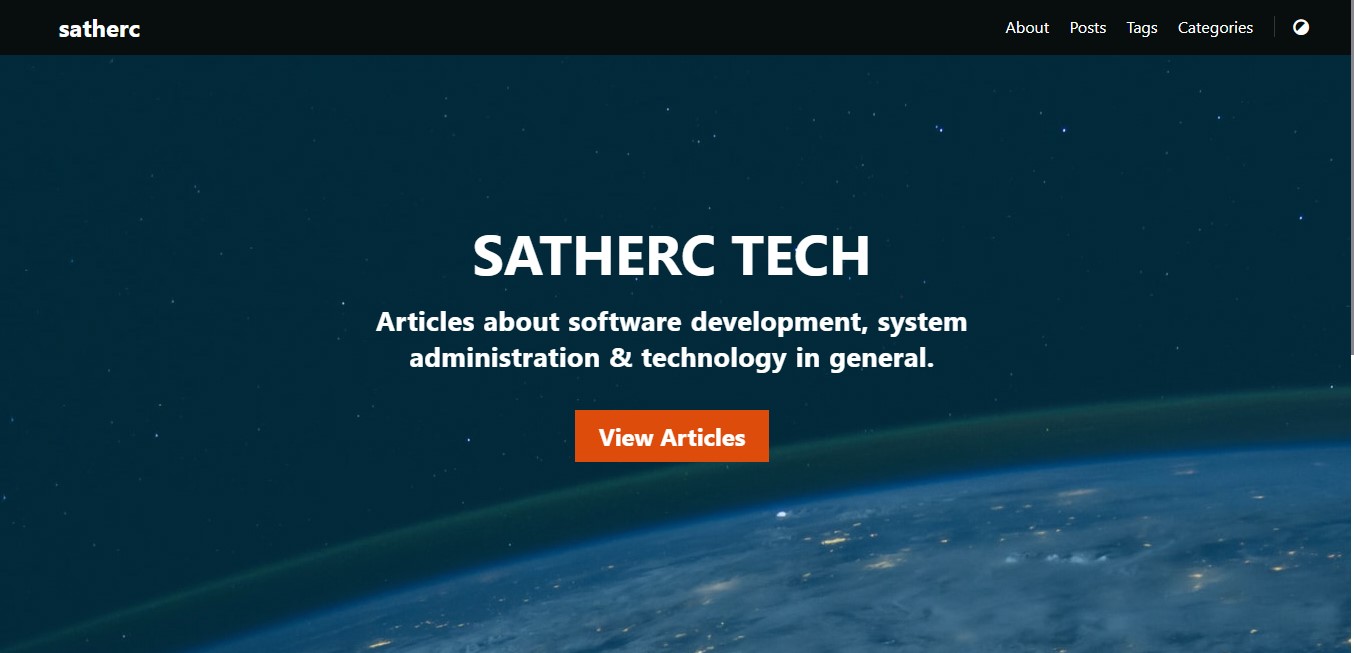 satherc
About Posts Tags Categories
SATHERC TECH
Articles about software development, system
administration & technology in general.
View Articles